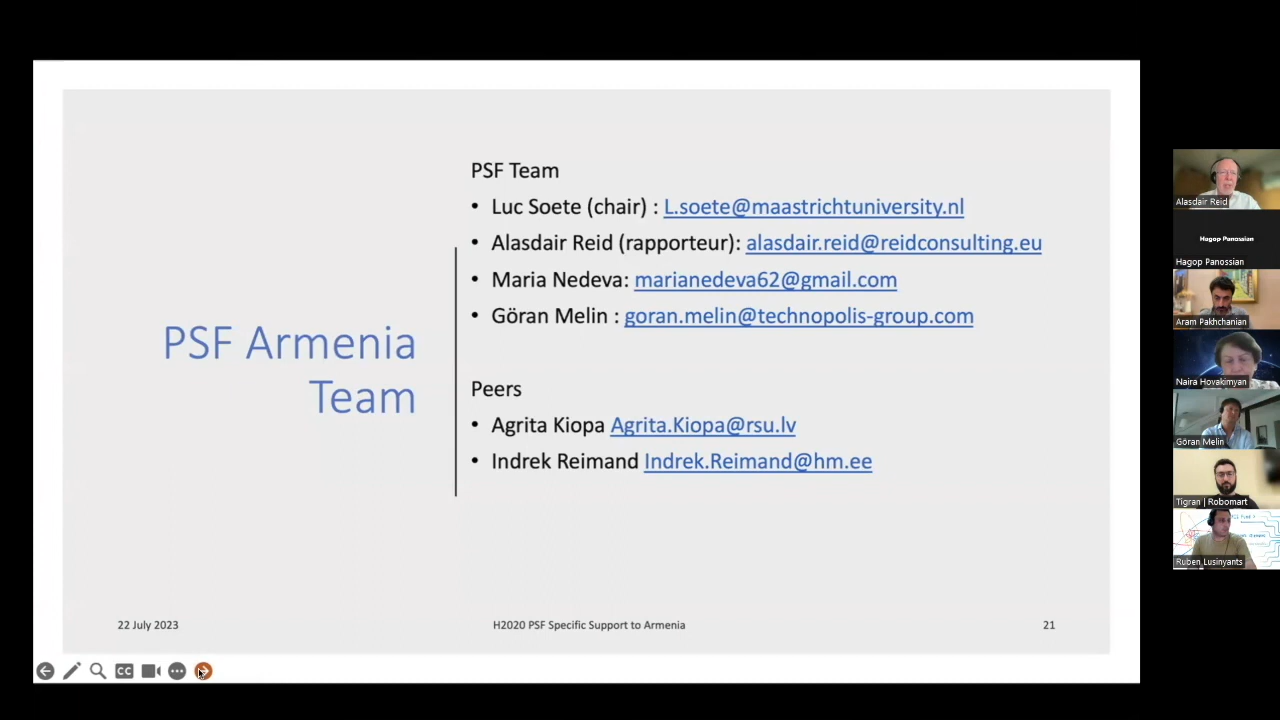 PSF Armenia
Team
PSF Team
• Luc Soete (chair) : L.soete@maastrichtuniversity.nl
• Alasdair Reid (rapporteur): alasdair.reid@reidconsulting.eu
• Maria Nedeva: marianedeva62@gmail.com
• Göran Melin : goran.melin@technopolis-group.com
Peers
• Agrita Kiopa Agrita.Kiopa@rsu.lv
• Indrek Reimand Indrek.Reimand@hm.ee
22 July 2023
H2020 PSF Specific Support to Armenia
21
CC
Alasdair Reid
Hagop Panossian
Hagop Panossian
Aram Pakhchanian
Naira Hovakimyan
Göran Melin
Tigran | Robomart
Ruben Lusinyants